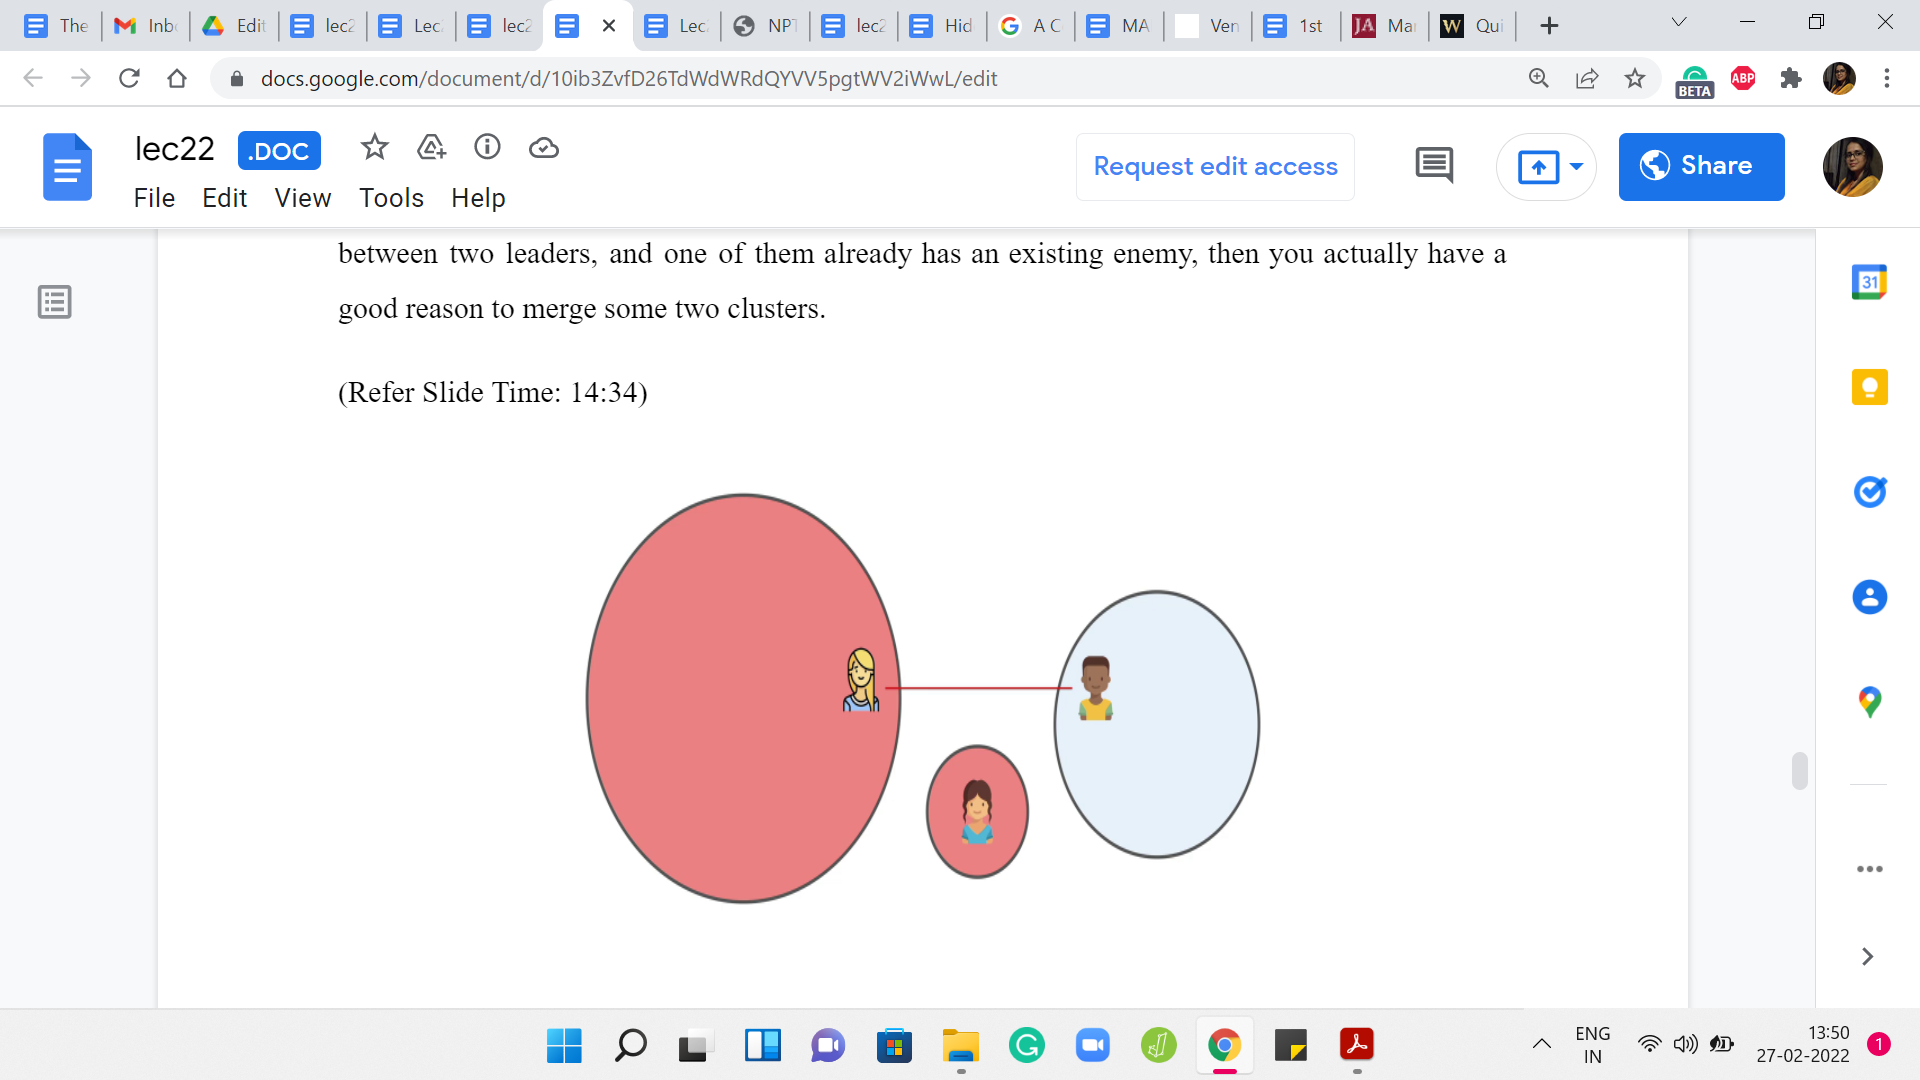 The
Inb
Edit
lec2
Lec
lec2
Lec
NPT
lec2
Hid
A C
MA
Ven
1st
JA
Mai
W
Qui
docs.google.com/document/d/10ib3ZvfD26TdWdWRdQYVV5pgtWV2iWwL/edit
BETA
ABP
lec22
.DOC
Request edit access
Share
File Edit View Tools Help
between two leaders, and one of them already has an existing enemy, then you actually have a
good reason to merge some two clusters.
(Refer Slide Time: 14:34)
31
ENG
IN
13:50
27-02-2022
1